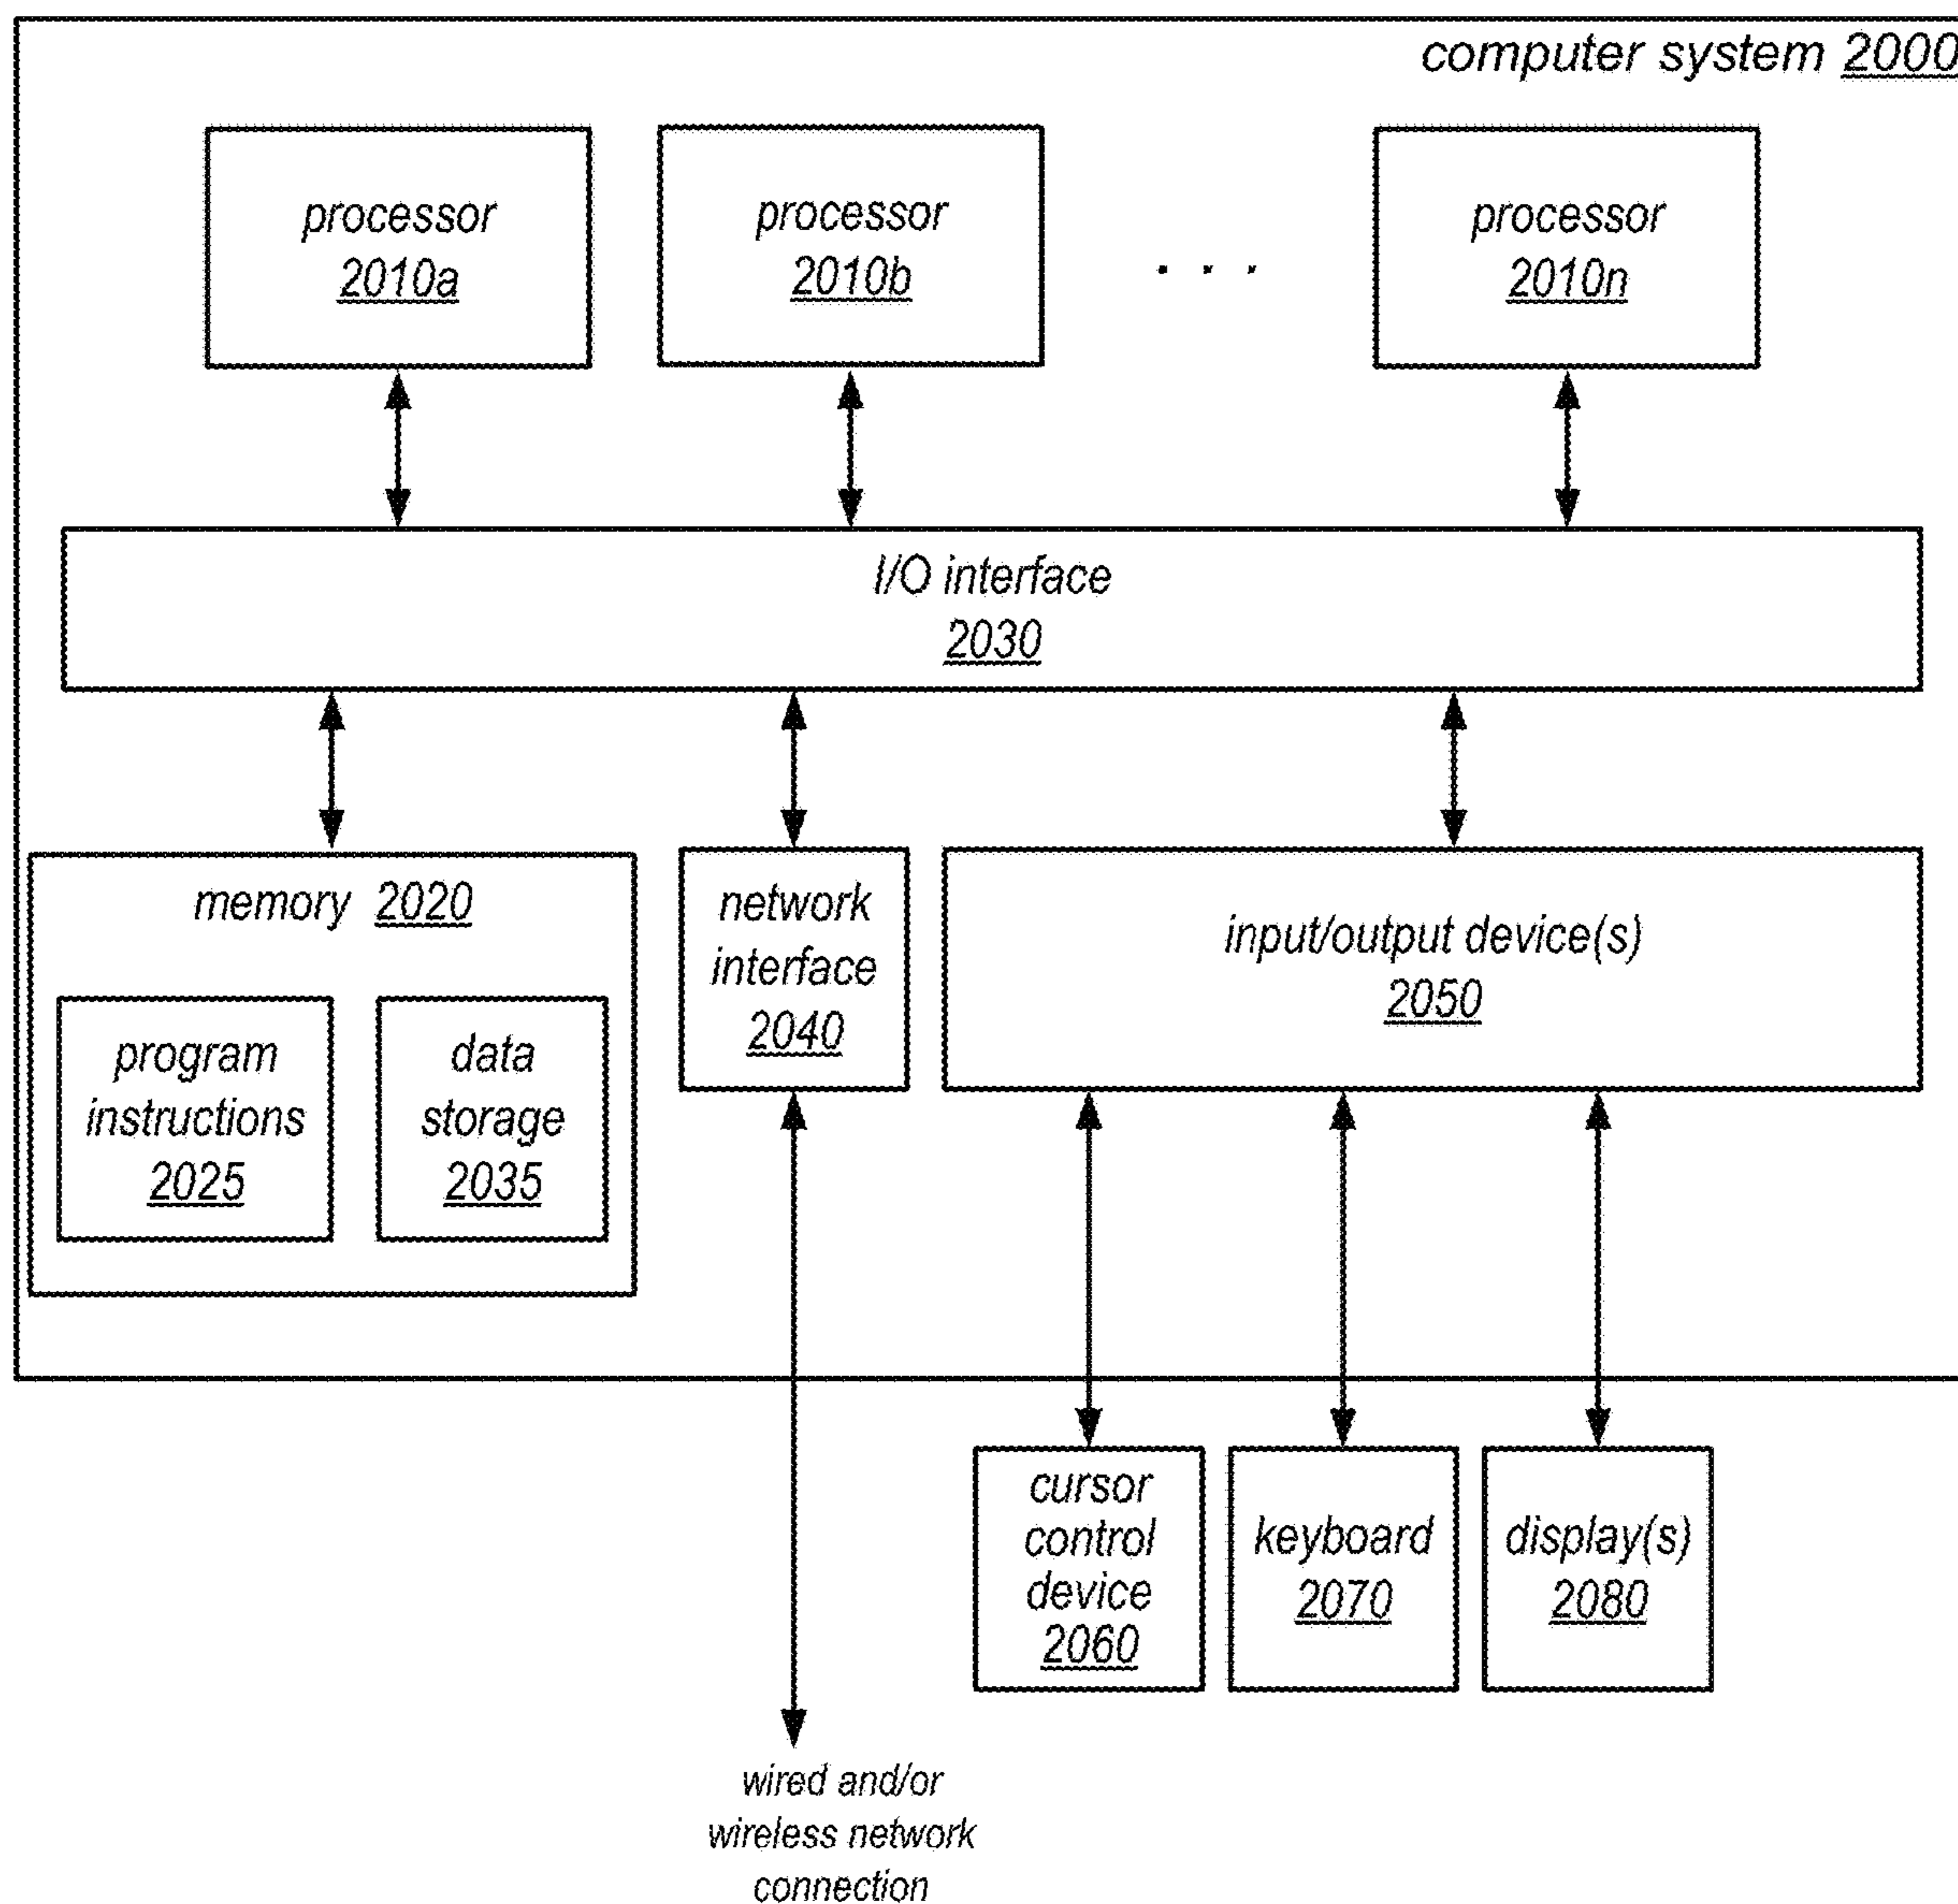 computer system 2000
processor
2010a
processor
2010b
. . .
processor
2010n
I/O interface
2030
memory 2020
program
instructions
2025
data
storage
2035
network
interface
2040
input/output device(s)
2050
cursor
control
device
2060
keyboard
2070
display(s)
2080
wired and/or
wireless network
connection